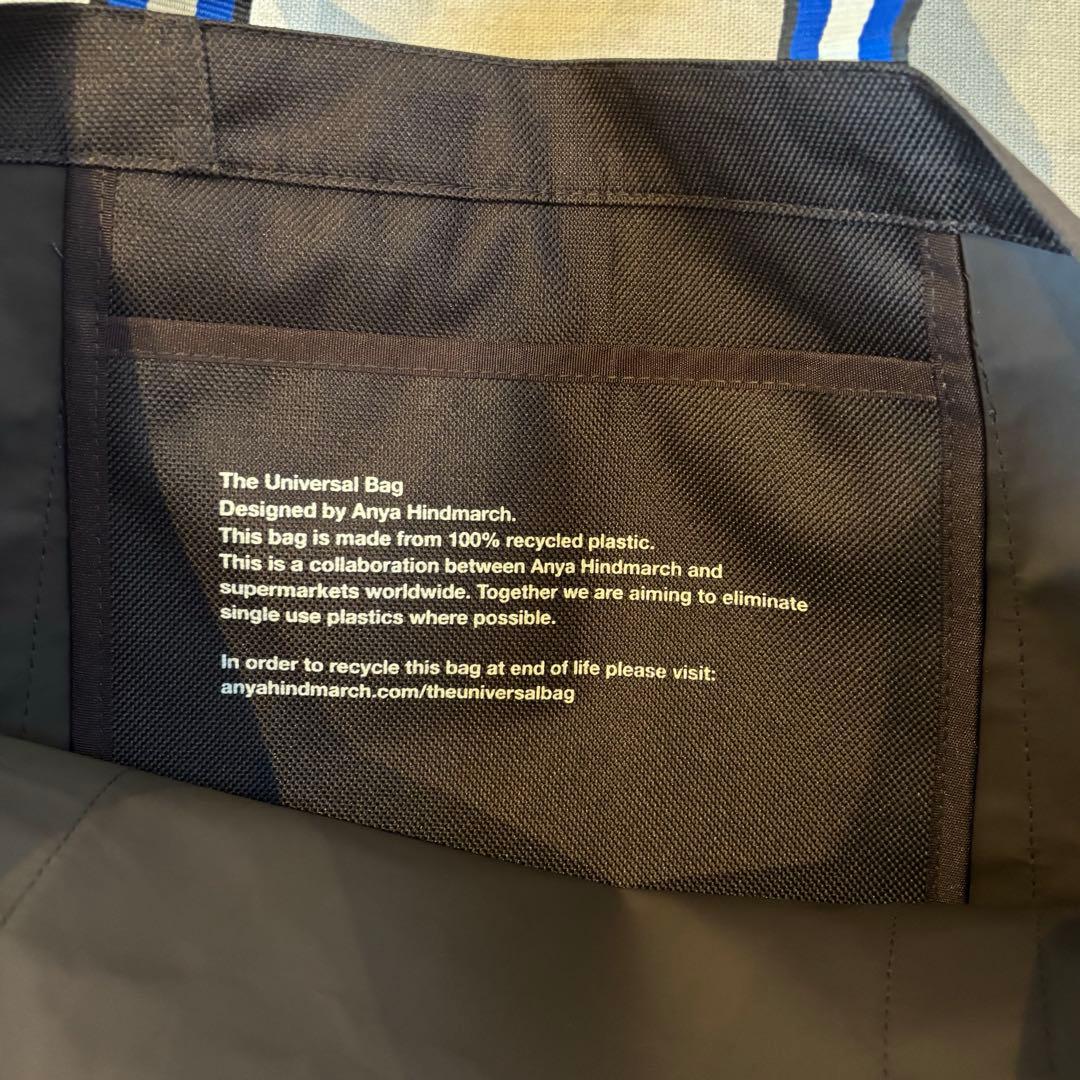 The Universal Bag
Designed by Anya Hindmarch.
This bag is made from 100% recycled plastic.
This is a collaboration between Anya Hindmarch and
supermarkets worldwide. Together we are aiming to eliminate
single use plastics where possible.
In order to recycle this bag at end of life please visit:
anyahindmarch.com/theuniversalbag